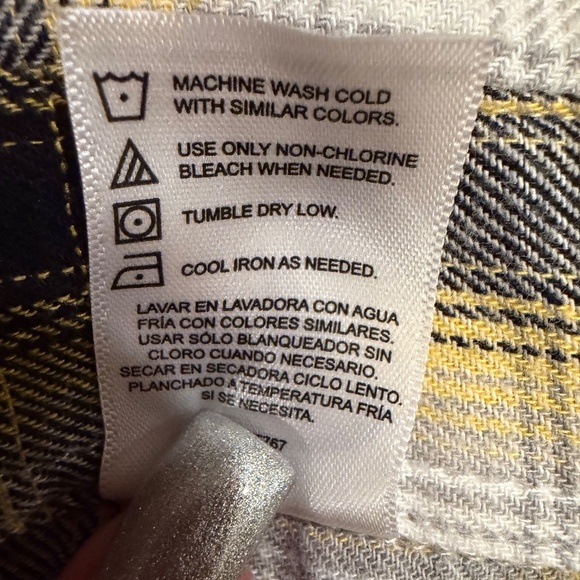 MACHINE WASH COLD
WITH SIMILAR COLORS.
USE ONLY NON-CHLORINE
BLEACH WHEN NEEDED.
TUMBLE DRY LOW.
COOL IRON AS NEEDED.
LAVAR EN LAVADORA CON AGUA
FRÍA CON COLORES SIMILARES.
USAR SÓLO BLANQUEADOR SIN
CLORO CUANDO NECESARIO.
SECAR EN SECADORA CICLO LENTO.
PLANCHADO A TEMPERATURA FRÍA
SI SE NECESITA.